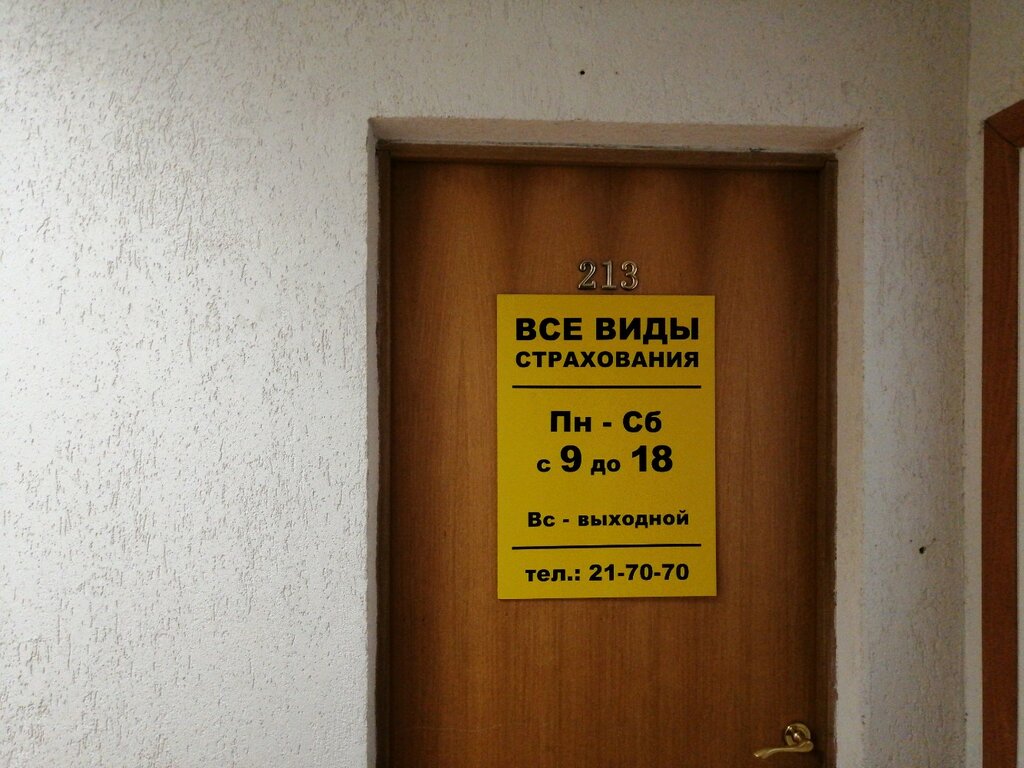 213
ВСЕ ВИДЫ
СТРАХОВАНИЯ
Пн - Сб
с 9 до 18
Вс - выходной
тел.: 21-70-70